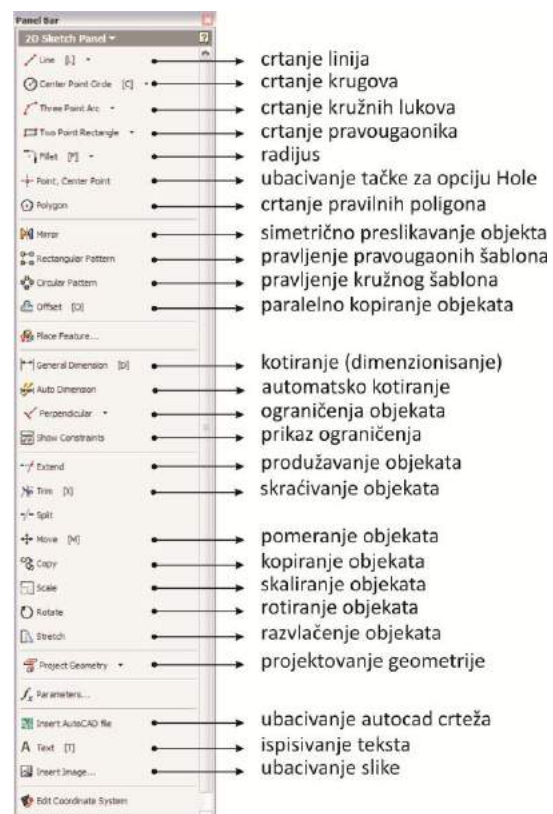 Panel Bar
2D Sketch Panel
Line [L] crtanje linija
Center Point Circle [C] crtanje krugova
Three Point Arc crtanje kružnih lukova
Two Point Rectangle crtanje pravougaonika
Fillet [F] radijus
Point, Center Point ubacivanje tačke za opciju Hole
Polygon crtanje pravilnih poligona
Mirror simetrično preslikavanje objekta
Rectangular Pattern pravljenje pravougaonih šablona
Circular Pattern pravljenje kružnog šablona
Offset [O] paralelno kopiranje objekata
Place Feature...
General Dimension [D] kotiranje (dimenzionisanje)
Auto Dimension automatsko kotiranje
Perpendicular ograničenja objekata
Show Constraints prikaz ograničenja
Extend produžavanje objekata
Trim [X] skraćivanje objekata
Split
Move [M] pomeranje objekata
Copy kopiranje objekata
Scale skaliranje objekata
Rotate rotiranje objekata
Stretch razvlačenje objekata
Project Geometry projektovanje geometrije
fx Parameters...
Insert AutoCAD file ubacivanje autocad crteža
A Text [T] ispisivanje teksta
Insert Image... ubacivanje slike
Edit Coordinate System